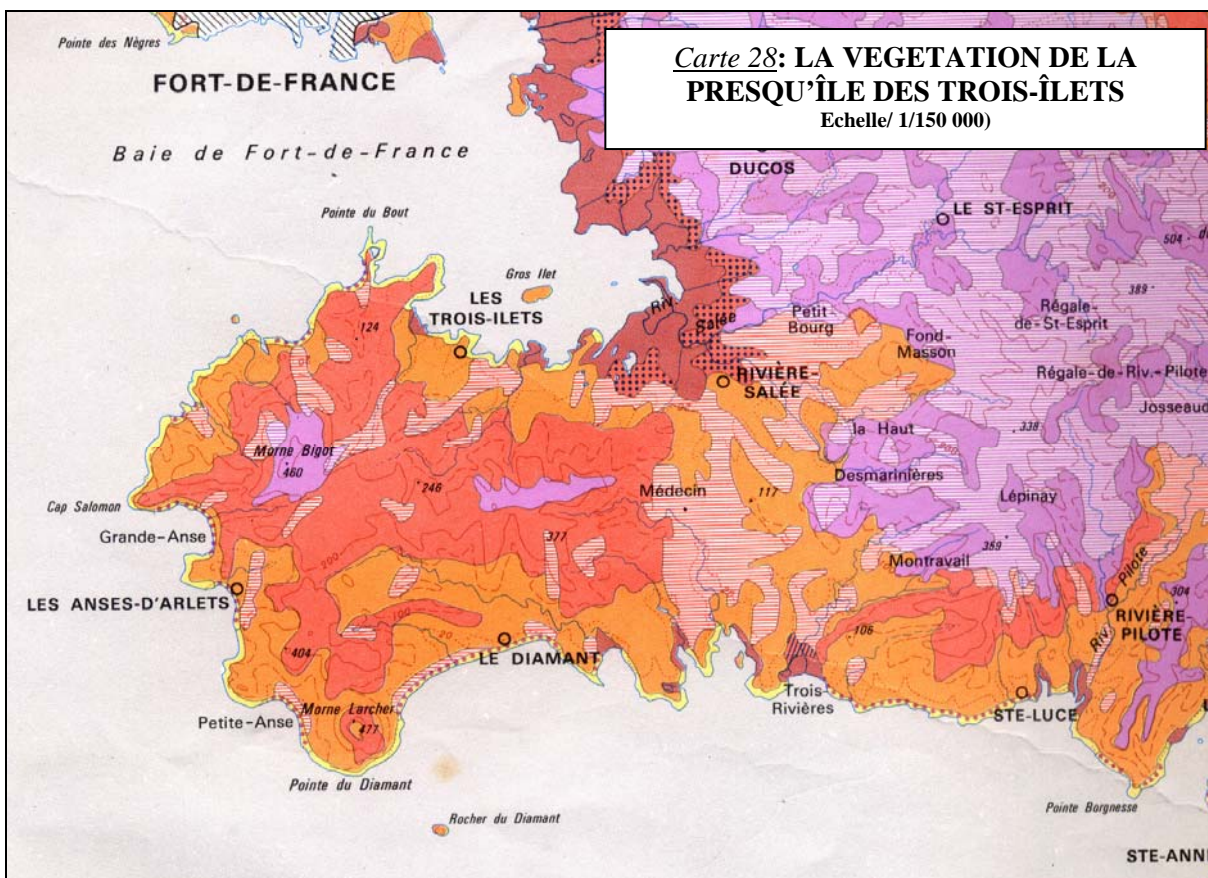 Carte 28: LA VEGETATION DE LA
PRESQU'ÎLE DES TROIS-ÎLETS
Echelle/ 1/150 000)
Pointe des Nègres
FORT-DE-FRANCE
Baie de Fort-de-France
DUCOS
LE ST-ESPRIT
Pointe du Bout
504
Gros Ilet
389
LES
TROIS-ILETS
Riv.
Salée
Petit
Bourg
Régale-
de-St-Esprit
124
Fond-
Masson
RIVIÈRE-
SALÉE
Régale-de-Riv.-Pilote
Josseaud
la Haut
338
Morne Bigot
460
Desmarinières
246
Médecin
117
Lépinay
Cap Salomon
Grande-Anse
377
359
Montravail
200
LES ANSES-D'ARLETS
100
20
Riv. Pilote
304
RIVIÈRE-
PILOTE
106
404
LE DIAMANT
Trois-
Rivières
STE-LUCE
Petite-Anse
Morne Larcher
477
Pointe du Diamant
Rocher du Diamant
Pointe Borgnesse
STE-ANN